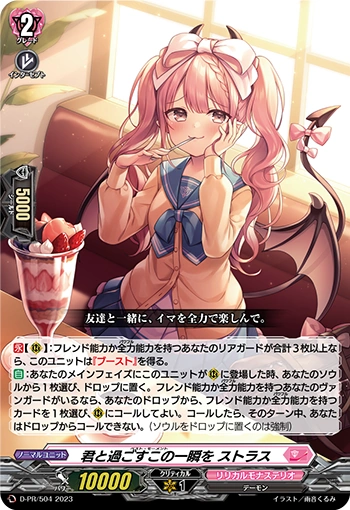 2
グレード
インターセプト
5000
シールド
友達と一緒に、イマを全力で楽しんで。
永【(R)】:フレンド能力か全力能力を持つあなたのリアガードが合計3枚以上な
ら、このユニットは『ブースト』を得る。
自:あなたのメインフェイズにこのユニットが(R)に登場した時、あなたのソウ
ルから1枚選び、ドロップに置く。フレンド能力か全力能力を持つあなたのヴァ
ンガードがいるなら、あなたのドロップから、フレンド能力か全力能力を持つ
カードを1枚選び、(R)にコールしてよい。コールしたら、そのターン中、あなたは
ドロップからコールできない。(ソウルをドロップに置くのは強制)
ノーマルユニット
君と過ごすこの一瞬を ストラス
リリカルモナステリオ
パワー
10000
クリティカル
1
デーモン
D-PR/504 2023
イラスト/雨音くるみ